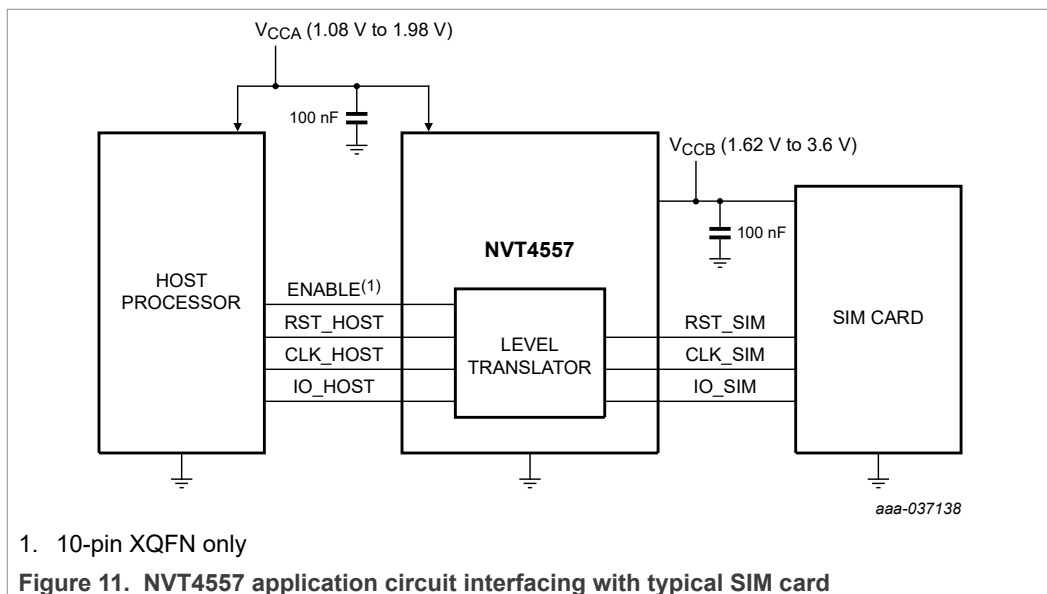 VCCA (1.08 V to 1.98 V)
100 nF
VCCB (1.62 V to 3.6 V)
100 nF
NVT4557
HOST
PROCESSOR
ENABLE(1)
RST_HOST
CLK_HOST
IO_HOST
LEVEL
TRANSLATOR
RST_SIM
CLK_SIM
IO_SIM
SIM CARD
aaa-037138
1. 10-pin XQFN only
Figure 11. NVT4557 application circuit interfacing with typical SIM card